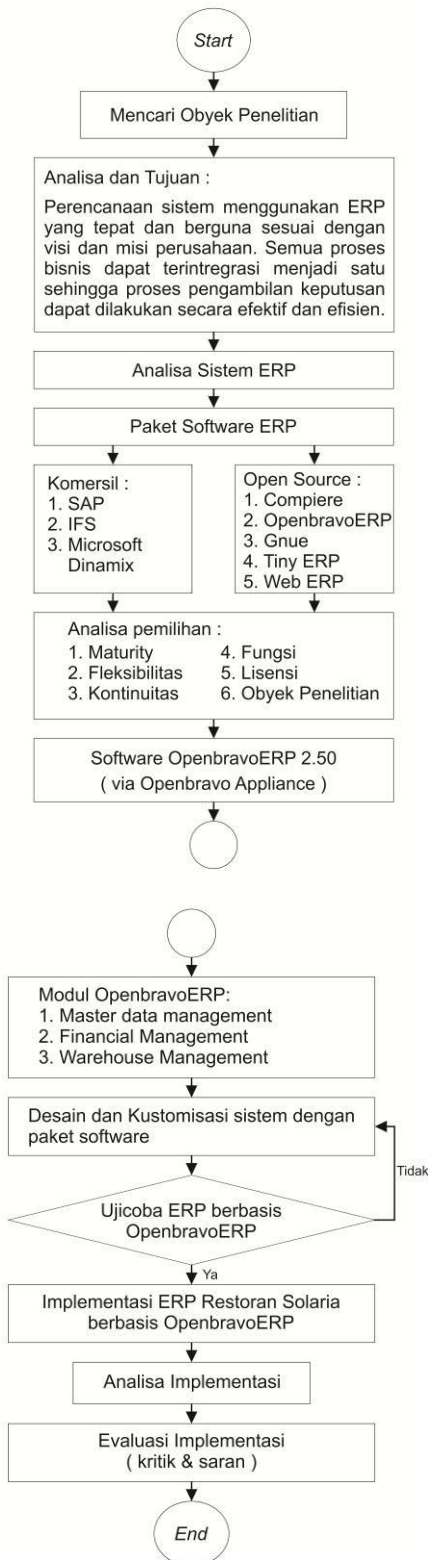 Start
Mencari Obyek Penelitian
Analisa dan Tujuan :
Perencanaan sistem menggunakan ERP
yang tepat dan berguna sesuai dengan
visi dan misi perusahaan. Semua proses
bisnis dapat terintregrasi menjadi satu
sehingga proses pengambilan keputusan
dapat dilakukan secara efektif dan efisien.
Analisa Sistem ERP
Paket Software ERP
Komersil :
1. SAP
2. IFS
3. Microsoft
Dinamix
Open Source :
1. Compiere
2. OpenbravoERP
3. Gnue
4. Tiny ERP
5. Web ERP
Analisa pemilihan :
1. Maturity
2. Fleksibilitas
3. Kontinuitas
4. Fungsi
5. Lisensi
6. Obyek Penelitian
Software OpenbravoERP 2.50
( via Openbravo Appliance )
Modul OpenbravoERP:
1. Master data management
2. Financial Management
3. Warehouse Management
Desain dan Kustomisasi sistem dengan
paket software
Tidak
Ujicoba ERP berbasis
OpenbravoERP
Ya
Implementasi ERP Restoran Solaria
berbasis OpenbravoERP
Analisa Implementasi
Evaluasi Implementasi
( kritik & saran )
End